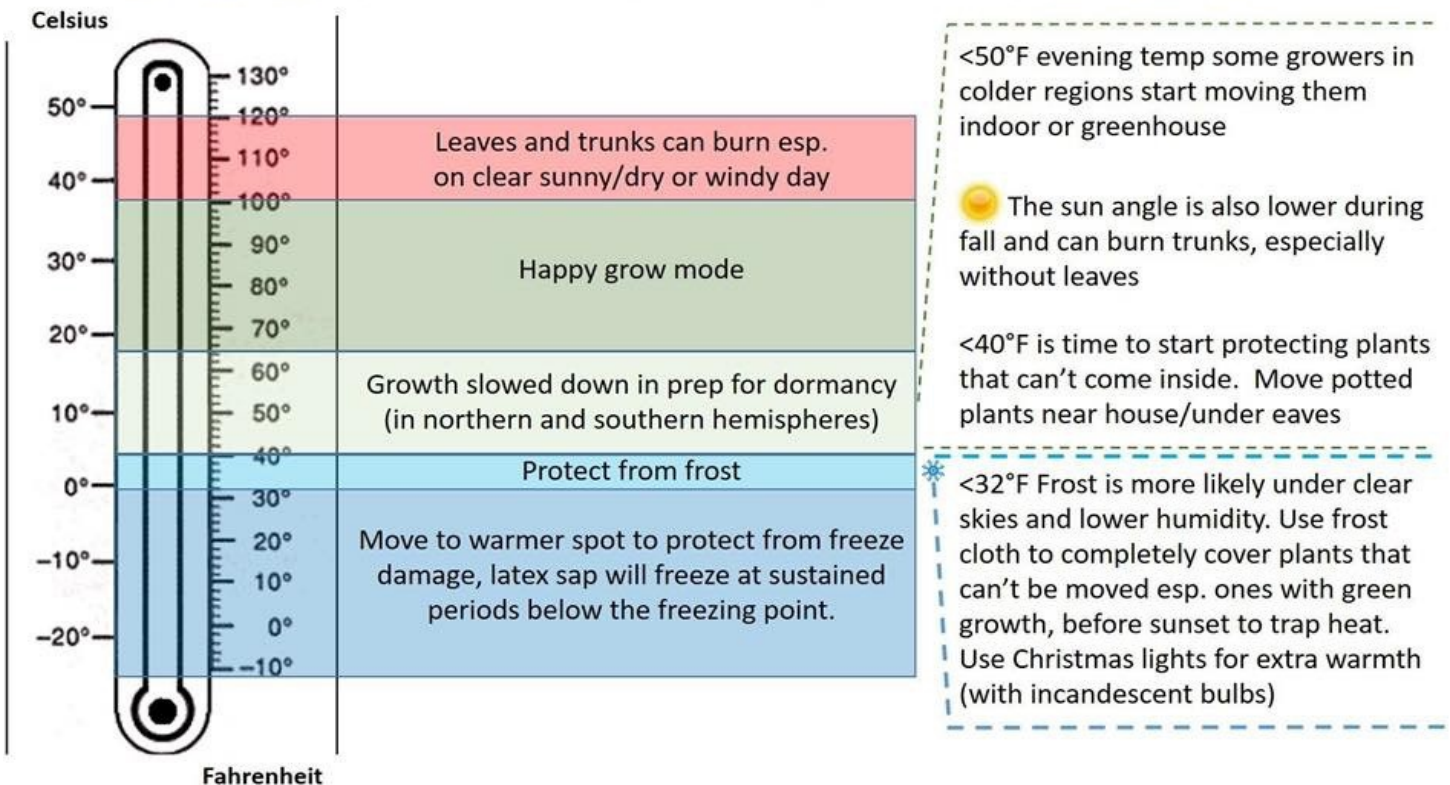 Celsius
50°
40°
30°
20°
10°
0°
−10°
−20°
130°
120°
110°
100°
90°
80°
70°
60°
50°
40°
30°
20°
10°
0°
−10°
Fahrenheit
Leaves and trunks can burn esp.
on clear sunny/dry or windy day
Happy grow mode
Growth slowed down in prep for dormancy
(in northern and southern hemispheres)
Protect from frost
Move to warmer spot to protect from freeze
damage, latex sap will freeze at sustained
periods below the freezing point.
<50°F evening temp some growers in
colder regions start moving them
indoor or greenhouse
The sun angle is also lower during
fall and can burn trunks, especially
without leaves
<40°F is time to start protecting plants
that can’t come inside.  Move potted
plants near house/under eaves
<32°F Frost is more likely under clear
skies and lower humidity. Use frost
cloth to completely cover plants that
can’t be moved esp. ones with green
growth, before sunset to trap heat.
Use Christmas lights for extra warmth
(with incandescent bulbs)